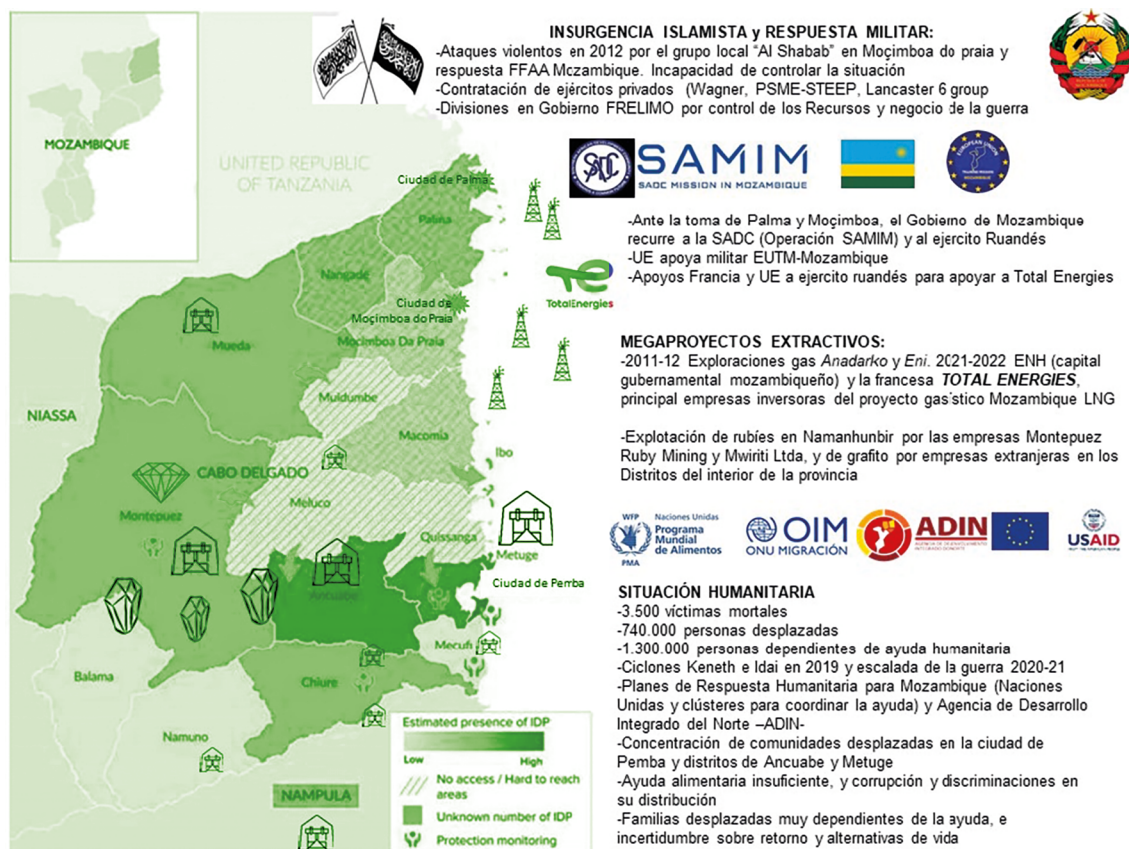 INSURGENCIA ISLAMISTA y RESPUESTA MILITAR:
-Ataques violentos en 2012 por el grupo local “Al Shabab” en Moçimboa do praia y
respuesta FFAA Mozambique. Incapacidad de controlar la situación
-Contratación de ejércitos privados (Wagner, PSME-STEEP, Lancaster 6 group
-Divisiones en Gobierno FRELIMO por control de los Recursos y negocio de la guerra
MOZAMBIQUE
UNITED REPUBLIC
OF TANZANIA
SADC
SAMIM
SADC MISSION IN MOZAMBIQUE
EUROPEAN UNION
TRAINING MISSION
MOZAMBIQUE
-Ante la toma de Palma y Moçimboa, el Gobierno de Mozambique
recurre a la SADC (Operación SAMIM) y al ejercito Ruandés
-UE apoya militar EUTM-Mozambique
-Apoyos Francia y UE a ejercito ruandés para apoyar a Total Energies
Ciudad de Palma
Palma
Nangade
TotalEnergies
Ciudad de
Moçimboa do Praia
Mueda
Moçimboa Da Praia
Muidumbe
NIASSA
Macomia
Ibo
CABO DELGADO
Meluco
Montepuez
Quissanga
Metuge
Ciudad de Pemba
Ancuabe
Mecufi
Balama
Chiure
Namuno
NAMPULA
MEGAPROYECTOS EXTRACTIVOS:
-2011-12 Exploraciones gas Anadarko y Eni. 2021-2022 ENH (capital
gubernamental mozambiqueño) y la francesa TOTAL ENERGIES,
principal empresas inversoras del proyecto gasístico Mozambique LNG
-Explotación de rubíes en Namanhunbir por las empresas Montepuez
Ruby Mining y Mwiriti Ltda, y de grafito por empresas extranjeras en los
Distritos del interior de la provincia
WFP
PMA
Naciones Unidas
Programa
Mundial
de Alimentos
OIM
ONU MIGRACIÓN
ADIN
USAID
SITUACIÓN HUMANITARIA
-3.500 víctimas mortales
-740.000 personas desplazadas
-1.300.000 personas dependientes de ayuda humanitaria
-Ciclones Keneth e Idai en 2019 y escalada de la guerra 2020-21
-Planes de Respuesta Humanitaria para Mozambique (Naciones
Unidas y clústeres para coordinar la ayuda) y Agencia de Desarrollo
Integrado del Norte –ADIN-
-Concentración de comunidades desplazadas en la ciudad de
Pemba y distritos de Ancuabe y Metuge
-Ayuda alimentaria insuficiente, y corrupción y discriminaciones en
su distribución
-Familias desplazadas muy dependientes de la ayuda, e
incertidumbre sobre retorno y alternativas de vida
Estimated presence of IDP
Low
High
No access / Hard to reach
areas
Unknown number of IDP
Protection monitoring